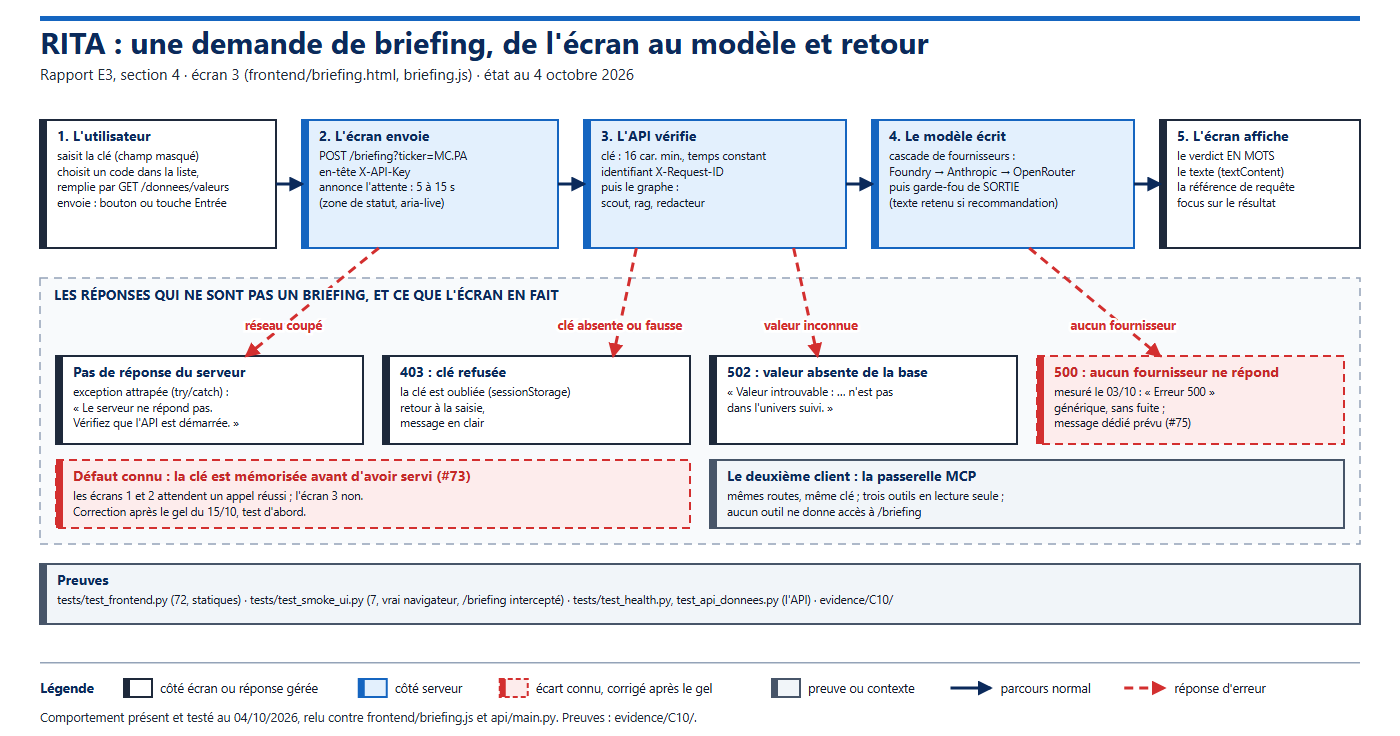 RITA : une demande de briefing, de l'écran au modèle et retour
Rapport E3, section 4 · écran 3 (frontend/briefing.html, briefing.js) · état au 4 octobre 2026
1. L'utilisateur
saisit la clé (champ masqué)
choisit un code dans la liste,
remplie par GET /donnees/valeurs
envoie : bouton ou touche Entrée
2. L'écran envoie
POST /briefing?ticker=MC.PA
en-tête X-API-Key
annonce l'attente : 5 à 15 s
(zone de statut, aria-live)
3. L'API vérifie
clé : 16 car. min., temps constant
identifiant X-Request-ID
puis le graphe :
scout, rag, redacteur
4. Le modèle écrit
cascade de fournisseurs :
Foundry → Anthropic → OpenRouter
puis garde-fou de SORTIE
(texte retenu si recommandation)
5. L'écran affiche
le verdict EN MOTS
le texte (textContent)
la référence de requête
focus sur le résultat
LES RÉPONSES QUI NE SONT PAS UN BRIEFING, ET CE QUE L'ÉCRAN EN FAIT
réseau coupé
clé absente ou fausse
valeur inconnue
aucun fournisseur
Pas de réponse du serveur
exception attrapée (try/catch) :
« Le serveur ne répond pas.
Vérifiez que l'API est démarrée. »
403 : clé refusée
la clé est oubliée (sessionStorage)
retour à la saisie,
message en clair
502 : valeur absente de la base
« Valeur introuvable : ... n'est pas
dans l'univers suivi. »
500 : aucun fournisseur ne répond
mesuré le 03/10 : « Erreur 500 »
générique, sans fuite ;
message dédié prévu (#75)
Défaut connu : la clé est mémorisée avant d'avoir servi (#73)
les écrans 1 et 2 attendent un appel réussi ; l'écran 3 non.
Correction après le gel du 15/10, test d'abord.
Le deuxième client : la passerelle MCP
mêmes routes, même clé ; trois outils en lecture seule ;
aucun outil ne donne accès à /briefing
Preuves
tests/test_frontend.py (72, statiques) · tests/test_smoke_ui.py (7, vrai navigateur, /briefing intercepté) · tests/test_health.py, test_api_donnees.py (l'API) · evidence/C10/
Légende
côté écran ou réponse gérée
côté serveur
écart connu, corrigé après le gel
preuve ou contexte
parcours normal
réponse d'erreur
Comportement présent et testé au 04/10/2026, relu contre frontend/briefing.js et api/main.py. Preuves : evidence/C10/.